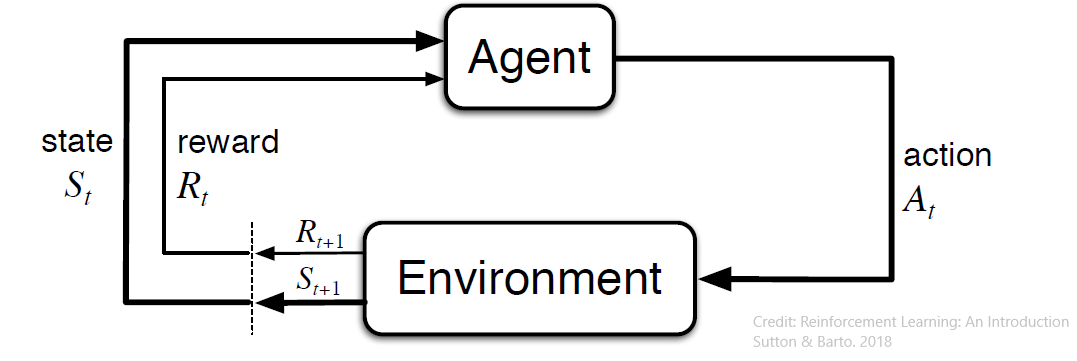 Agent
state
S_t
reward
R_t
action
A_t
R_{t+1}
S_{t+1}
Environment
Credit: Reinforcement Learning: An Introduction
Sutton & Barto. 2018